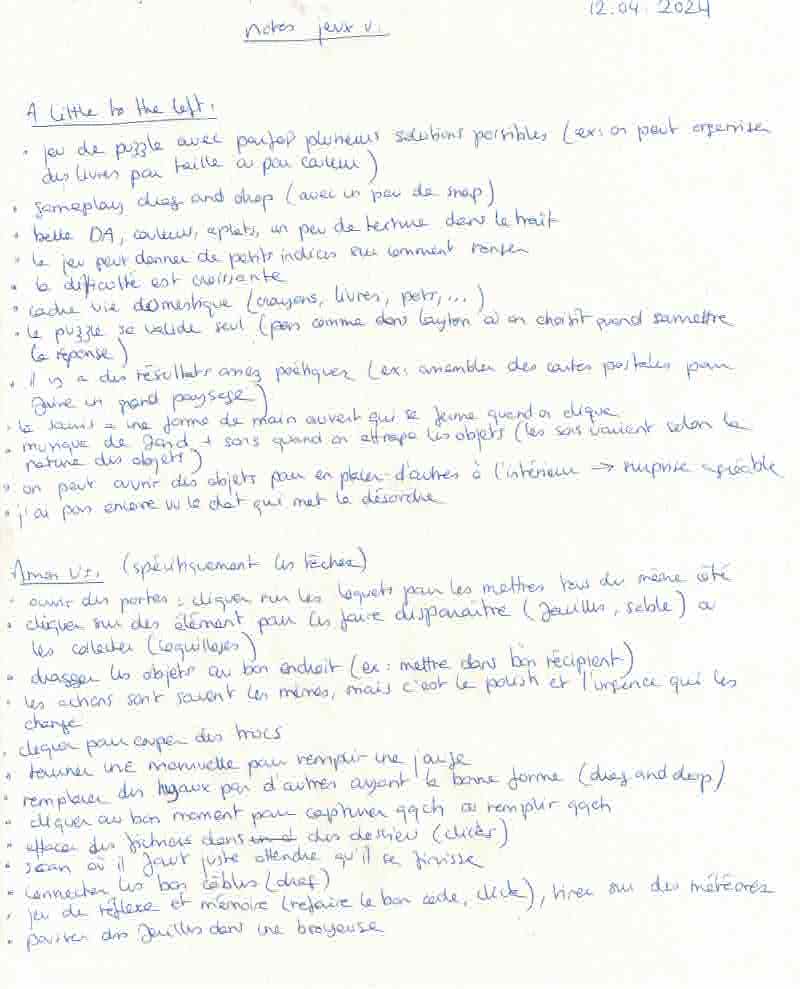 12.04.2024
Notes jeux v.
A little to the left.
• jeu de puzzle avec parfois plusieurs solutions possibles (ex: on peut organiser
des livres par taille ou par couleur)
• gameplay drag and drop (avec un peu de snap)
• belle DA, couleur, aplats, un peu de texture dans le trait
• le jeu peut donner de petits indices sur comment ranger
• la difficulté est croissante
• cadre vie domestique (crayons, livres, pots,...)
• le puzzle se valide seul (pas comme dans layton où on choisit quand soumettre
la réponse)
• il y a des résultats assez poétiques (ex: assembler des cartes postales pour
faire un grand paysage)
• la souris = une forme de main ouvert qui se ferme quand on clique
• musique de fond + sons quand on attrape les objets (les sons varient selon la
nature des objets)
• on peut ouvrir des objets pour en placer d'autres à l'intérieur → surprise agréable
• j'ai pas encore vu le chat qui met le désordre
Amon Us. (spécifiquement les tâches)
• ouvrir des portes : cliquer sur les loquets pour les mettres tous du même côté
• cliquer sur des élément pour les faire disparaître (feuilles, sable) ou
les collecter (coquillages)
• dragger les objets au bon endroit (ex: mettre dans bon récipient)
• les actions sont souvent les mêmes, mais c'est le polish et l'urgence qui les
change
• cliquer pour couper des trucs
• tourner une manivelle pour remplir une jauge
• remplacer des tuyaux par d'autres ayant la bonne forme (drag and drop)
• cliquer au bon moment pour capturer qqch ou remplir qqch
• effacer des fichiers dans des dossier (clicks)
• scan où il faut juste attendre qu'il se finisse
• connecter les bon câbles (drag)
• jeu de réflexe et mémoire (refaire le bon code, click), tirer sur des météores
• passer des feuilles dans une broyeuse